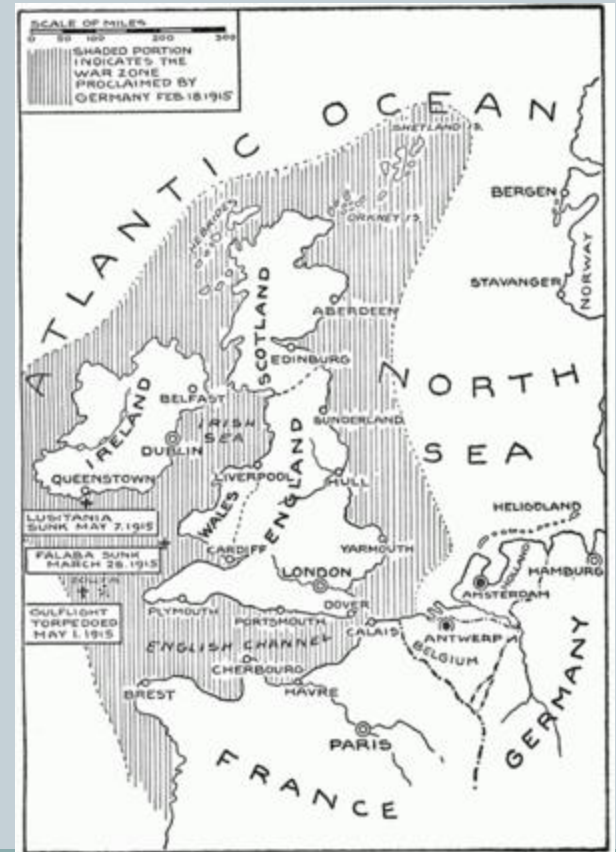 SCALE OF MILES
0 50 100 200 300
SHADED PORTION
INDICATES THE
WAR ZONE
PROCLAIMED BY
GERMANY FEB.18.1915
ATLANTIC OCEAN
SHETLAND IS.
ORKNEY IS.
HEBRIDES
BERGEN
STAVANGER
NORWAY
SCOTLAND
ABERDEEN
EDINBURG
NORTH
SEA
IRELAND
BELFAST
IRISH
SEA
DUBLIN
QUEENSTOWN
SUNDERLAND
ENGLAND
LIVERPOOL
HULL
WALES
HELIGOLAND
LUSITANIA
SUNK MAY 7.1915
FALABA SUNK
MARCH 28.1915
CARDIFF
YARMOUTH
LONDON
HOLLAND
HAMBURG
AMSTERDAM
GULFLIGHT
TORPEDOED
MAY 1.1915
PLYMOUTH
PORTSMOUTH
DOVER
CALAIS
ANTWERP
BELGIUM
ENGLISH CHANNEL
CHERBOURG
HAVRE
BREST
PARIS
GERMANY
FRANCE